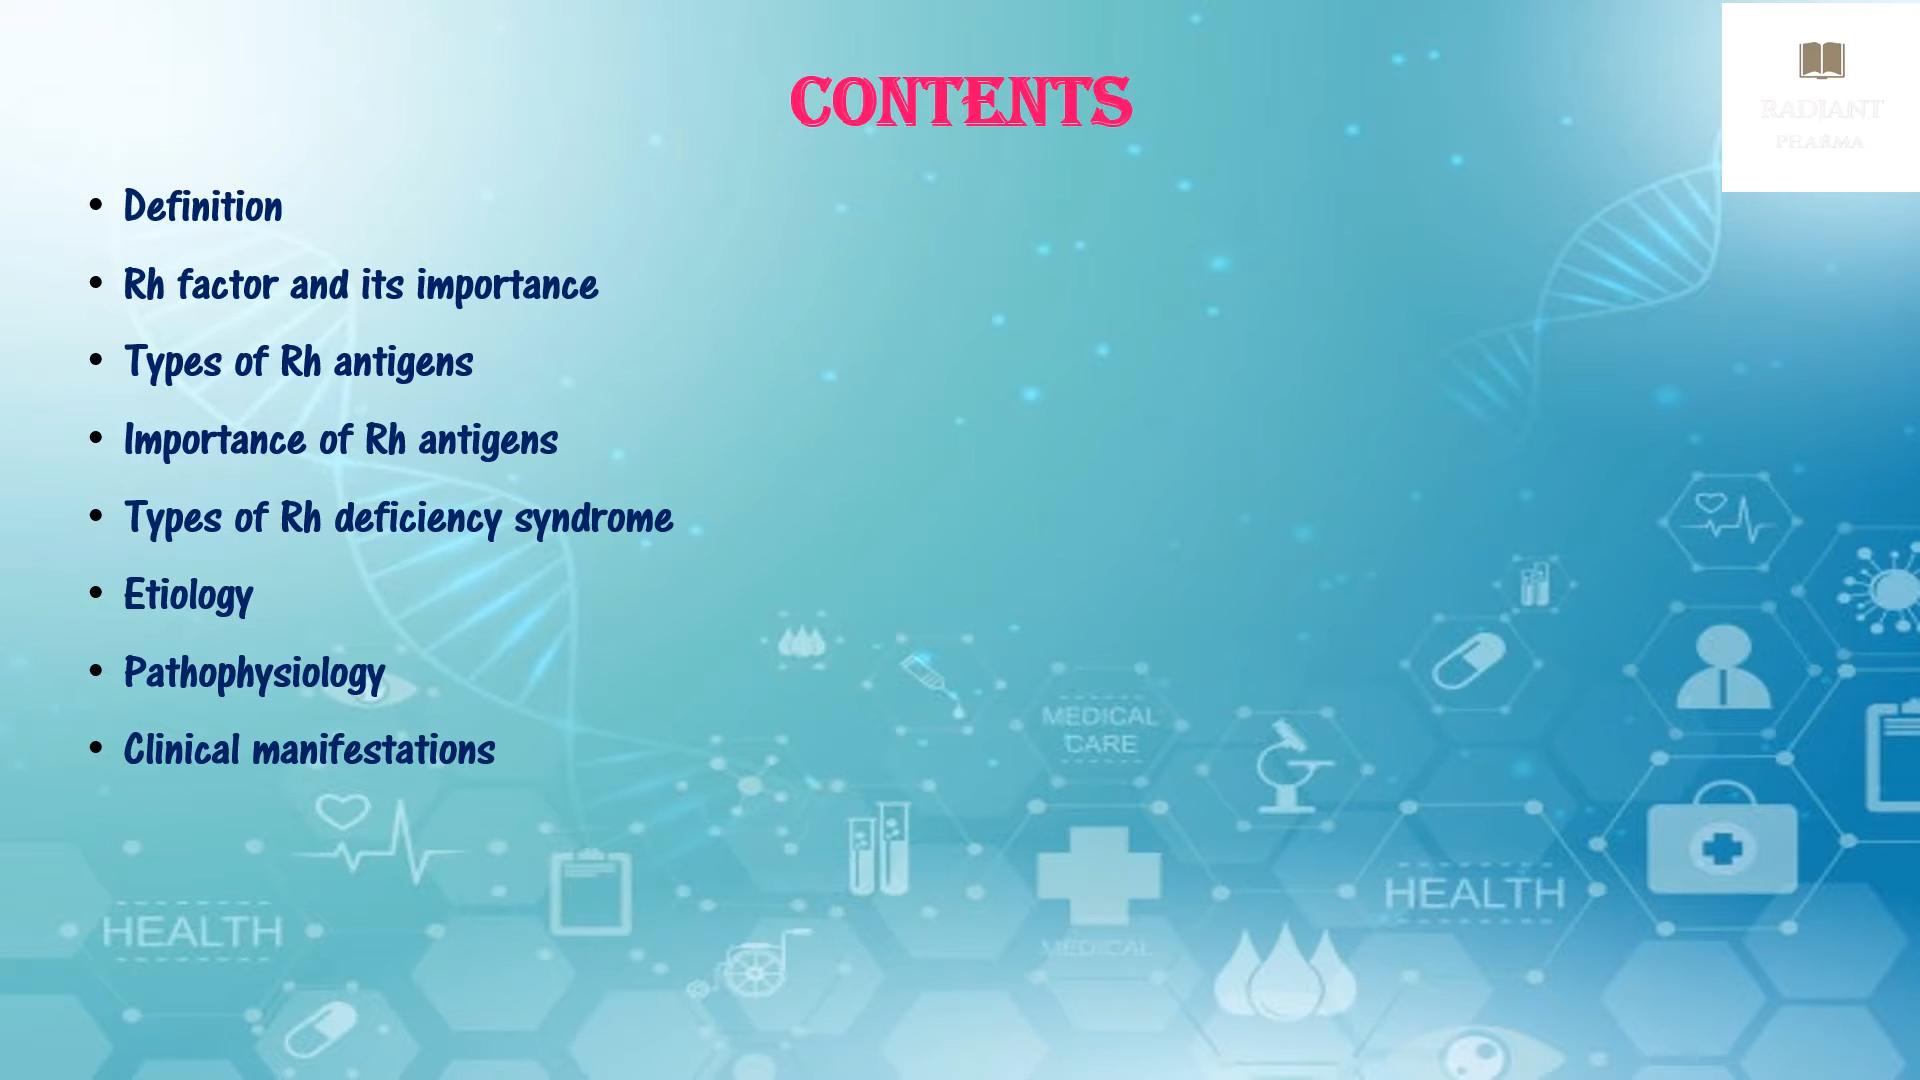 CONTENTS
RADIANT
PHARMA
• Definition
• Rh factor and its importance
• Types of Rh antigens
• Importance of Rh antigens
• Types of Rh deficiency syndrome
• Etiology
• Pathophysiology
• Clinical manifestations
MEDICAL
CARE
HEALTH
HEALTH
MEDICAL